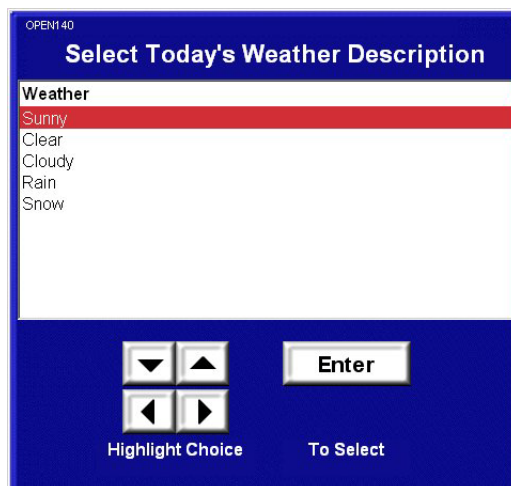 OPEN140
Select Today's Weather Description
Weather
Sunny
Clear
Cloudy
Rain
Snow
Enter
Highlight Choice To Select